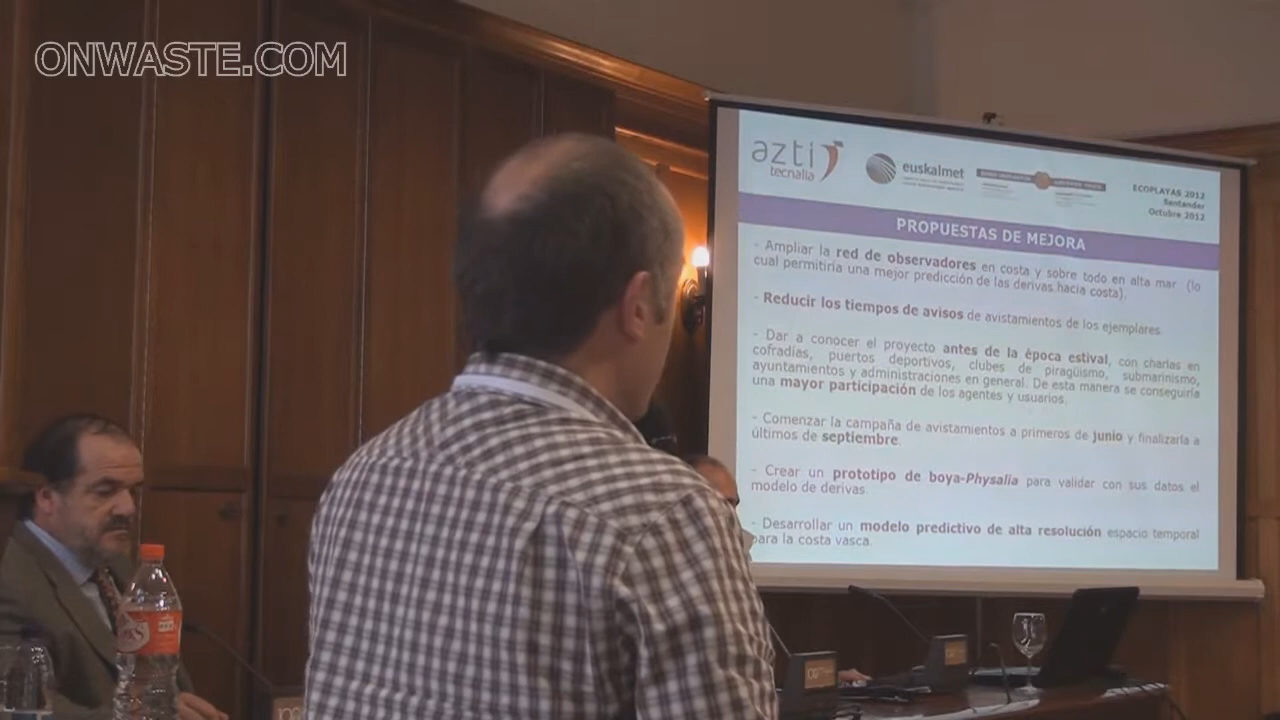 ONWASTE.COM
azti
tecnalia
euskalmet
ECOPLAYAS 2012
Santander
Octubre 2012
PROPUESTAS DE MEJORA
- Ampliar la red de observadores en costa y sobre todo en alta mar (lo
cual permitiría una mejor predicción de las derivas hacia costa).
- Reducir los tiempos de avisos de avistamientos de los ejemplares.
- Dar a conocer el proyecto antes de la época estival, con charlas en
cofradías, puertos deportivos, clubes de piragüismo, submarinismo,
ayuntamientos y administraciones en general. De esta manera se conseguiría
una mayor participación de los agentes y usuarios.
- Comenzar la campaña de avistamientos a primeros de junio y finalizarla a
últimos de septiembre.
- Crear un prototipo de boya-Physalia para validar con sus datos el
modelo de derivas.
- Desarrollar un modelo predictivo de alta resolución espacio temporal
para la costa vasca.